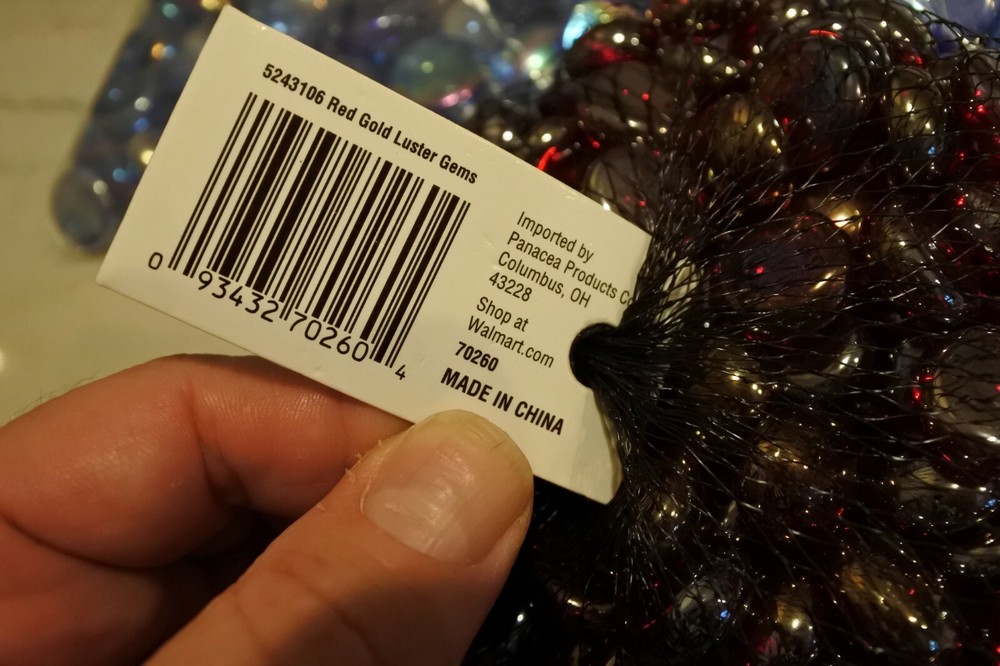 5243106 Red Gold Luster Gems
0 93432 70260 4
Imported by
Panacea Products
Columbus, OH
43228
Shop at
Walmart.com
70260
MADE IN CHINA